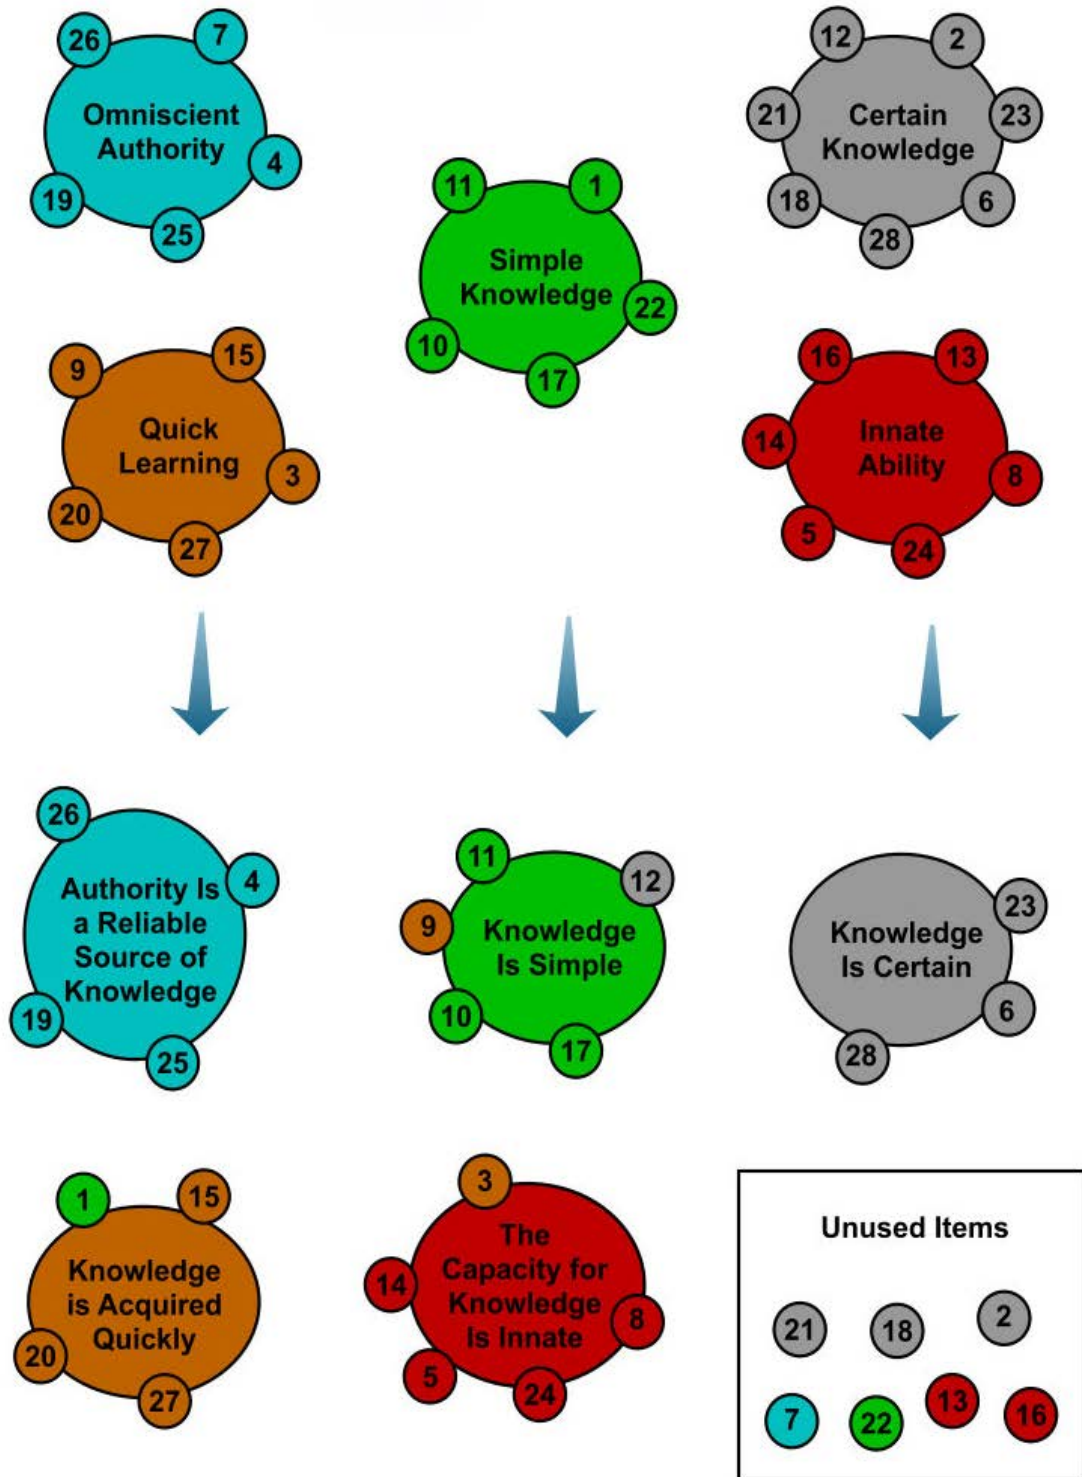 26
7
Omniscient
Authority
4
19
25
12
2
21
Certain
Knowledge
23
18
6
28
11
1
Simple
Knowledge
22
10
17
9
15
Quick
Learning
3
20
27
16
13
14
Innate
Ability
8
5
24
26
4
Authority Is
a Reliable
Source of
Knowledge
19
25
11
12
9
Knowledge
Is Simple
10
17
23
Knowledge
Is Certain
6
28
1
15
Knowledge
is Acquired
Quickly
20
27
3
14
The
Capacity for
Knowledge
Is Innate
8
5
24
Unused Items
21
18
2
7
22
13
16